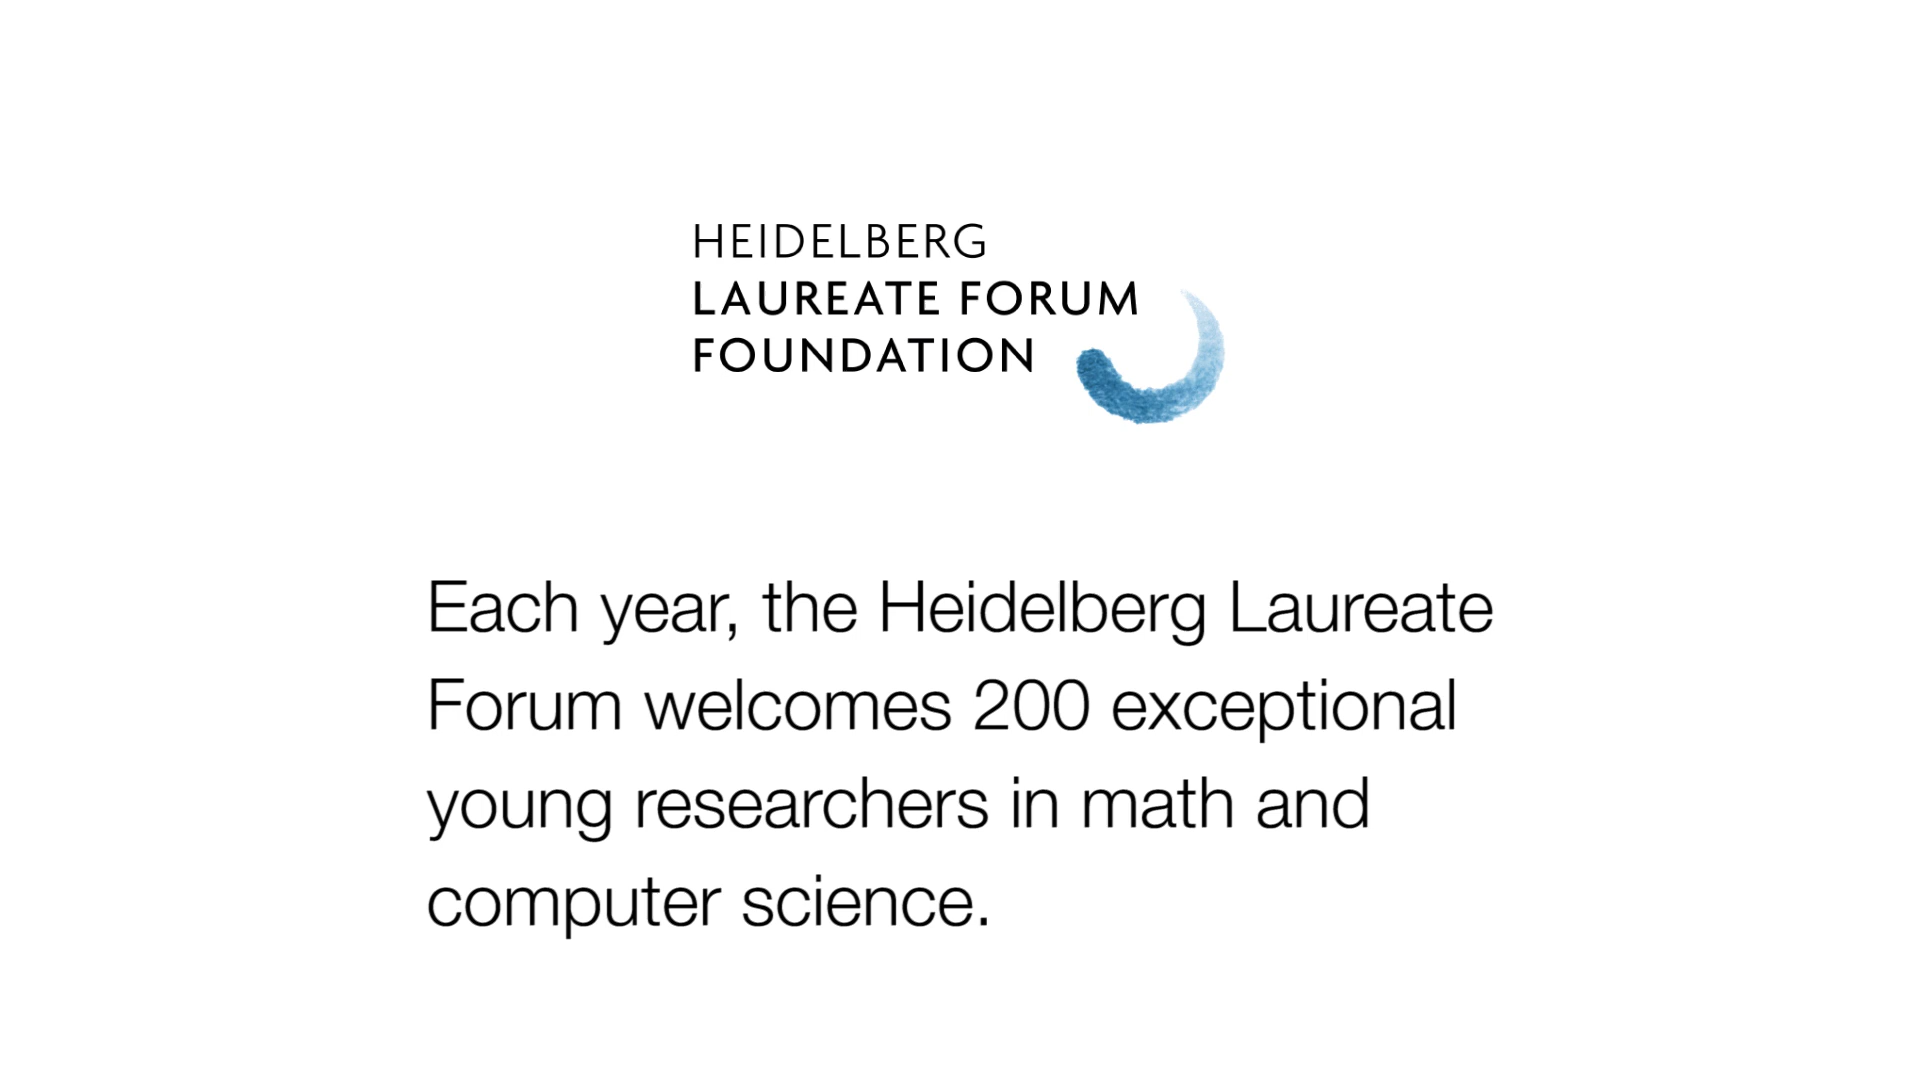 HEIDELBERG
LAUREATE FORUM
FOUNDATION
Each year, the Heidelberg Laureate
Forum welcomes 200 exceptional
young researchers in math and
computer science.